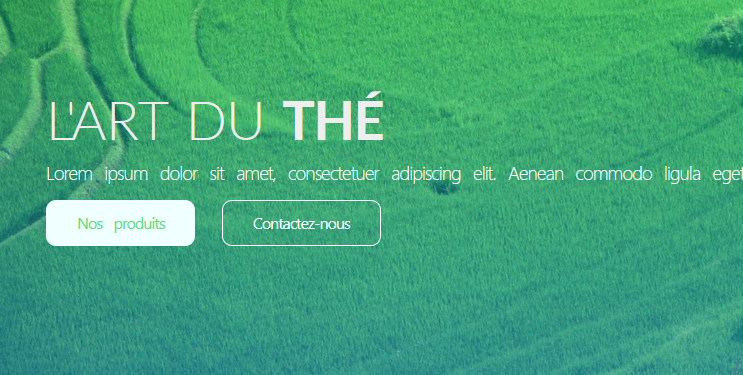 L'ART DU THÉ
Lorem ipsum dolor sit amet, consectetuer adipiscing elit. Aenean commodo ligula eget
Nos produits
Contactez-nous